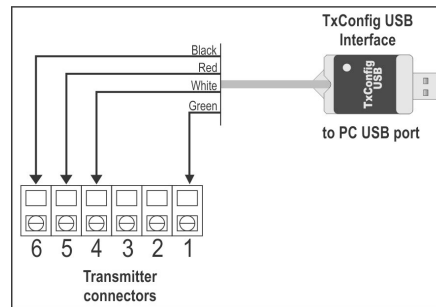 TxConfig USB
Interface
Black
Red
White
Green
TxConfig
USB
to PC USB port
6 5 4 3 2 1
Transmitter
connectors